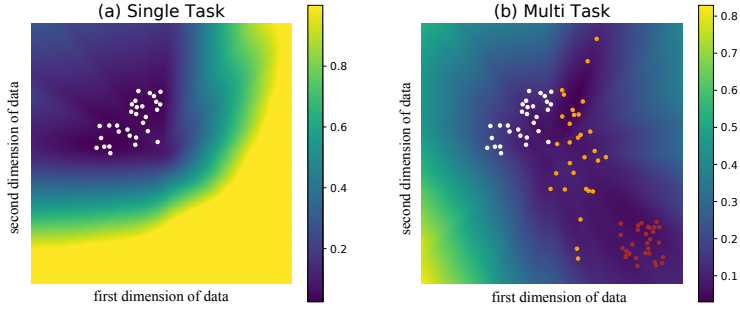 (a) Single Task
(b) Multi Task
second dimension of data
first dimension of data
0.8
0.6
0.4
0.2
second dimension of data
first dimension of data
0.8
0.7
0.6
0.5
0.4
0.3
0.2
0.1